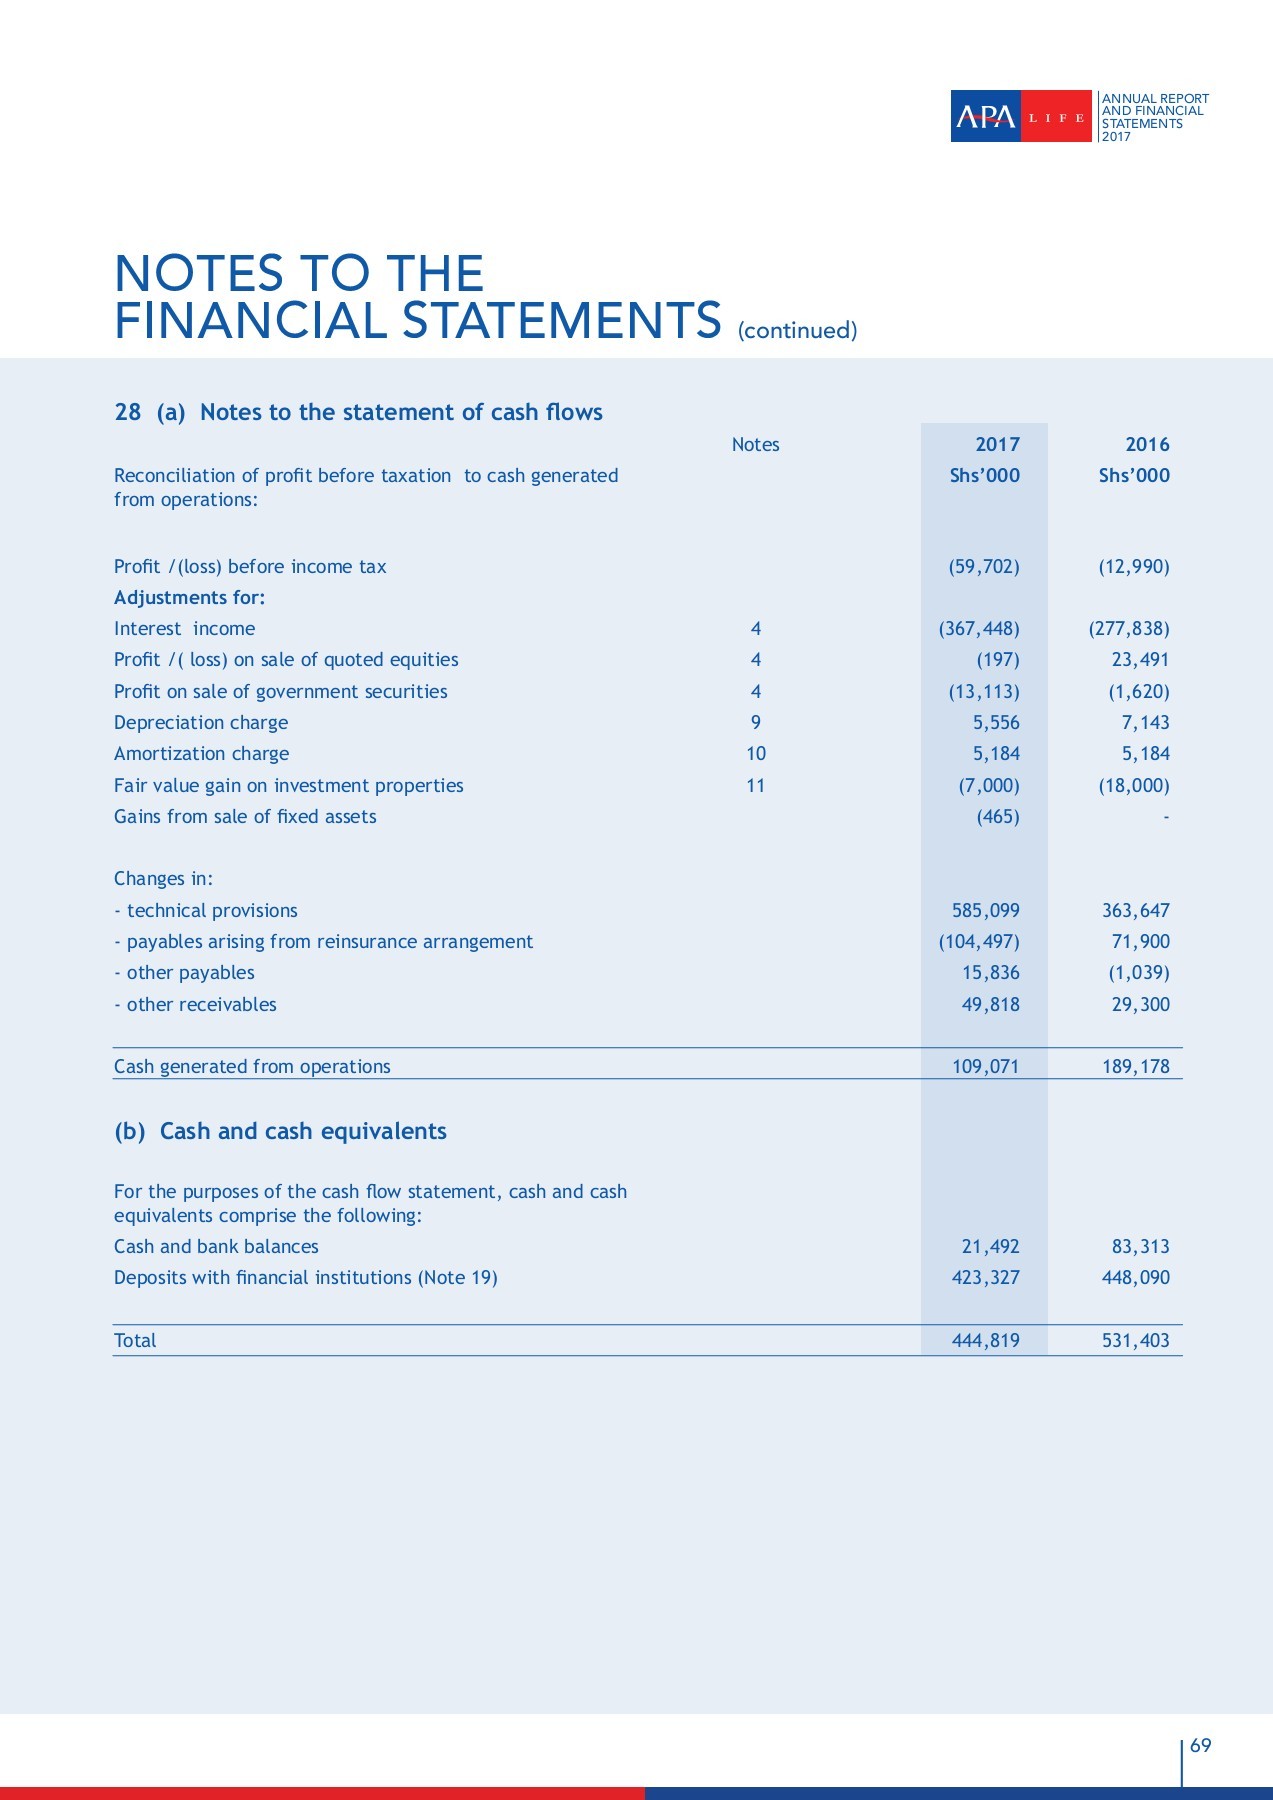 APA LIFE
ANNUAL REPORT
AND FINANCIAL
STATEMENTS
2017
NOTES TO THE
FINANCIAL STATEMENTS (continued)
28 (a) Notes to the statement of cash flows
Notes 2017 2016
Reconciliation of profit before taxation to cash generated Shs’000 Shs’000
from operations:
Profit /(loss) before income tax (59,702) (12,990)
Adjustments for:
Interest income 4 (367,448) (277,838)
Profit /( loss) on sale of quoted equities 4 (197) 23,491
Profit on sale of government securities 4 (13,113) (1,620)
Depreciation charge 9 5,556 7,143
Amortization charge 10 5,184 5,184
Fair value gain on investment properties 11 (7,000) (18,000)
Gains from sale of fixed assets (465) -
Changes in:
- technical provisions 585,099 363,647
- payables arising from reinsurance arrangement (104,497) 71,900
- other payables 15,836 (1,039)
- other receivables 49,818 29,300
Cash generated from operations 109,071 189,178
(b) Cash and cash equivalents
For the purposes of the cash flow statement, cash and cash
equivalents comprise the following:
Cash and bank balances 21,492 83,313
Deposits with financial institutions (Note 19) 423,327 448,090
Total 444,819 531,403
69